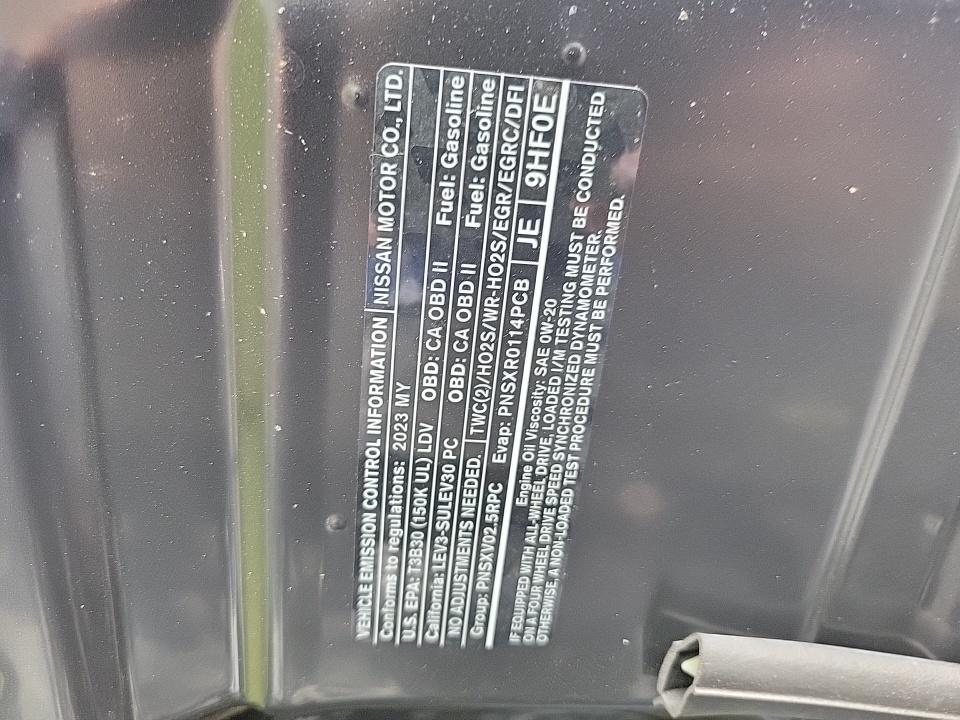 VEHICLE EMISSION CONTROL INFORMATION NISSAN MOTOR CO., LTD.
Conforms to regulations: 2023 MY
U.S. EPA: T3B30 (150K UL) LDV OBD: CA OBD II Fuel: Gasoline
California: LEV3-SULEV30 PC OBD: CA OBD II Fuel: Gasoline
NO ADJUSTMENTS NEEDED. TWC(2)/HO2S/WR-HO2S/EGR/EGRC/DFI
Group: PNSXV02.5RPC Evap: PNSXR0114PCB JE 9HF0E
Engine Oil Viscosity: SAE 0W-20
IF EQUIPPED WITH ALL-WHEEL DRIVE, LOADED I/M TESTING MUST BE CONDUCTED
ON A FOUR WHEEL DRIVE SPEED SYNCHRONIZED DYNAMOMETER.
OTHERWISE, A NON-LOADED TEST PROCEDURE MUST BE PERFORMED.